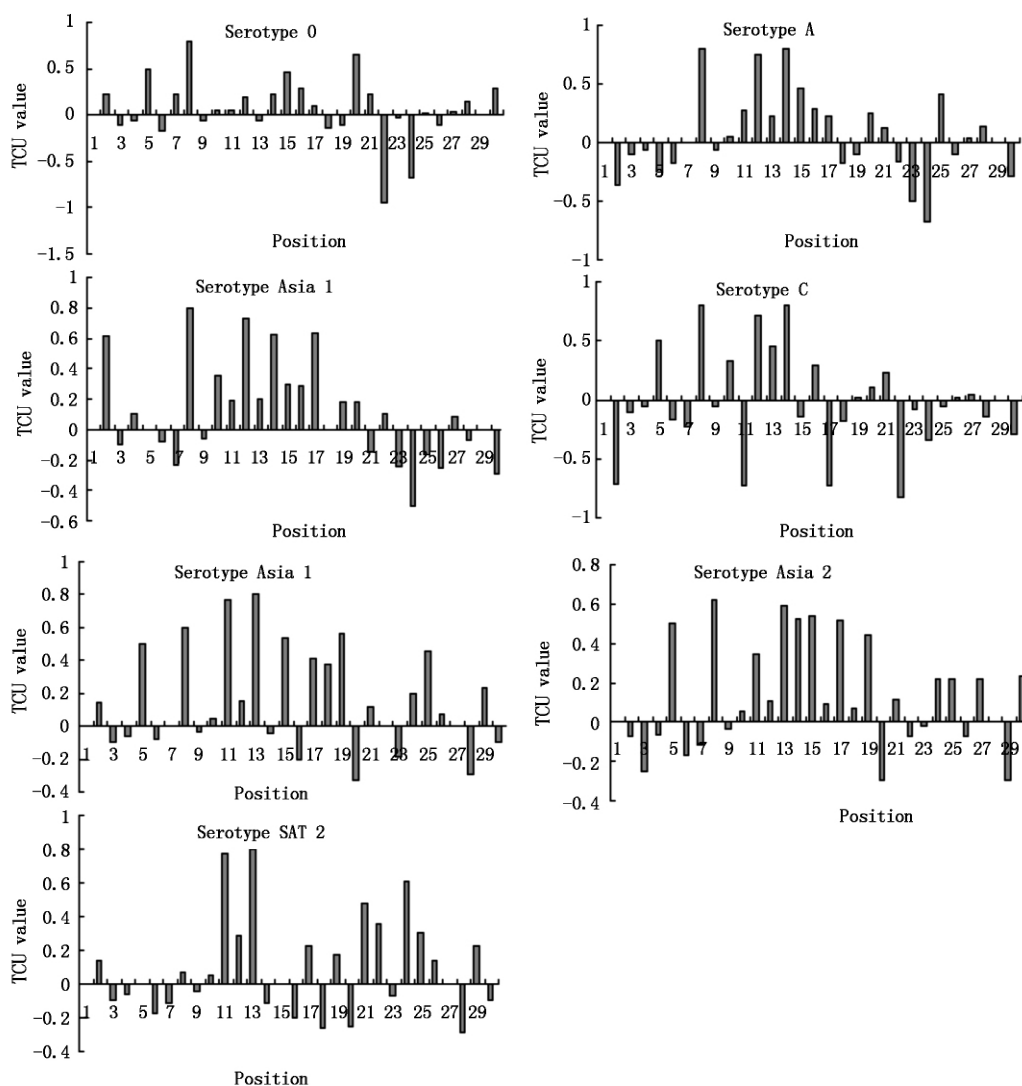 Serotype O
TCU value
1
0.5
0
-0.5
-1
-1.5
1 3 5 7 9 11 13 15 17 19 21 23 25 27 29
Position
Serotype A
TCU value
1
0.5
0
-0.5
-1
1 3 5 7 9 11 13 15 17 19 21 23 25 27 29
Position
Serotype Asia 1
TCU value
1
0.8
0.6
0.4
0.2
0
-0.2
-0.4
-0.6
1 3 5 7 9 11 13 15 17 19 21 23 25 27 29
Position
Serotype C
TCU value
1
0.5
0
-0.5
-1
1 3 5 7 9 11 13 15 17 19 21 23 25 27 29
Position
Serotype Asia 1
TCU value
1
0.8
0.6
0.4
0.2
0
-0.2
-0.4
1 3 5 7 9 11 13 15 17 19 21 23 25 27 29
Position
Serotype Asia 2
TCU value
0.8
0.6
0.4
0.2
0
-0.2
-0.4
1 3 5 7 9 11 13 15 17 19 21 23 25 27 29
Position
Serotype SAT 2
TCU value
1
0.8
0.6
0.4
0.2
0
-0.2
-0.4
1 3 5 7 9 11 13 15 17 19 21 23 25 27 29
Position